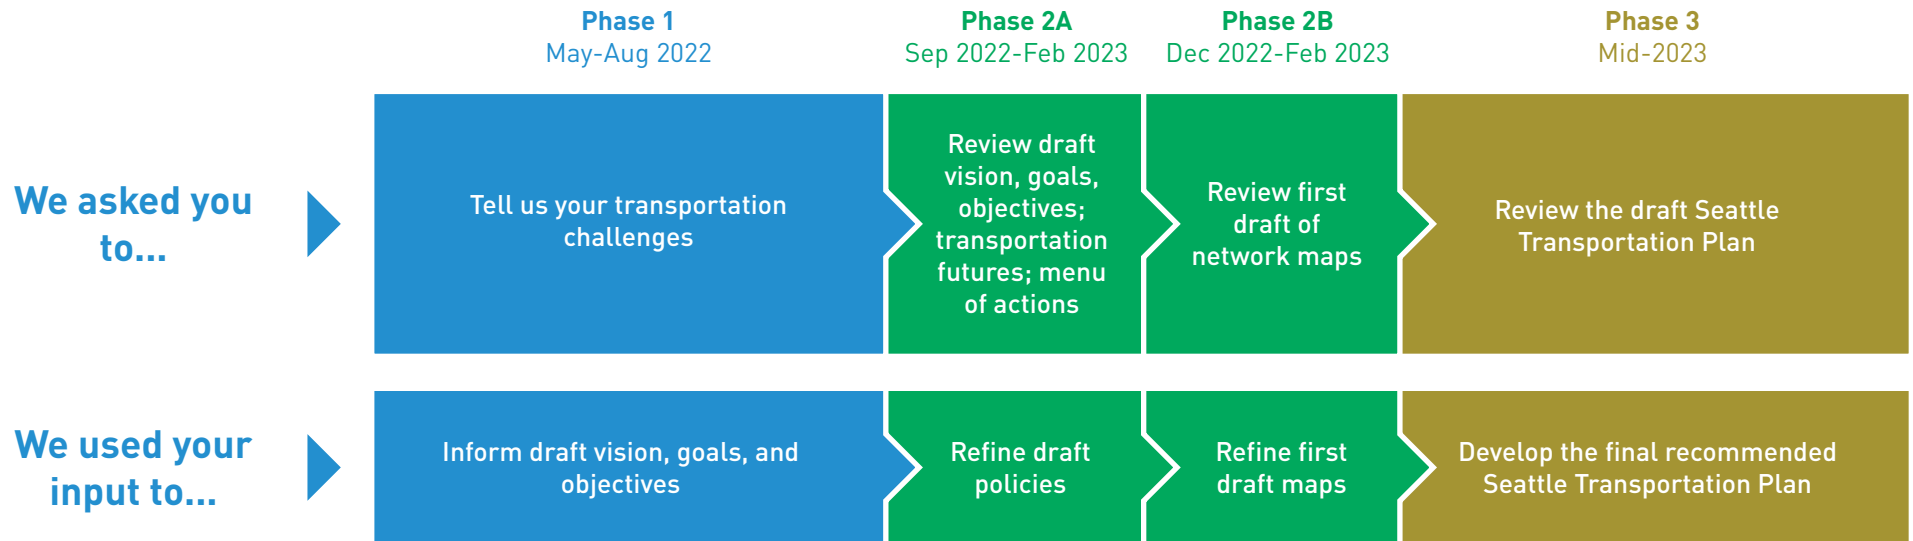 Phase 1
May-Aug 2022
Phase 2A
Sep 2022-Feb 2023
Phase 2B
Dec 2022-Feb 2023
Phase 3
Mid-2023
We asked you
to...
Tell us your transportation
challenges
Review draft
vision, goals,
objectives;
transportation
futures; menu
of actions
Review first
draft of
network maps
Review the draft Seattle
Transportation Plan
We used your
input to...
Inform draft vision, goals, and
objectives
Refine draft
policies
Refine first
draft maps
Develop the final recommended
Seattle Transportation Plan